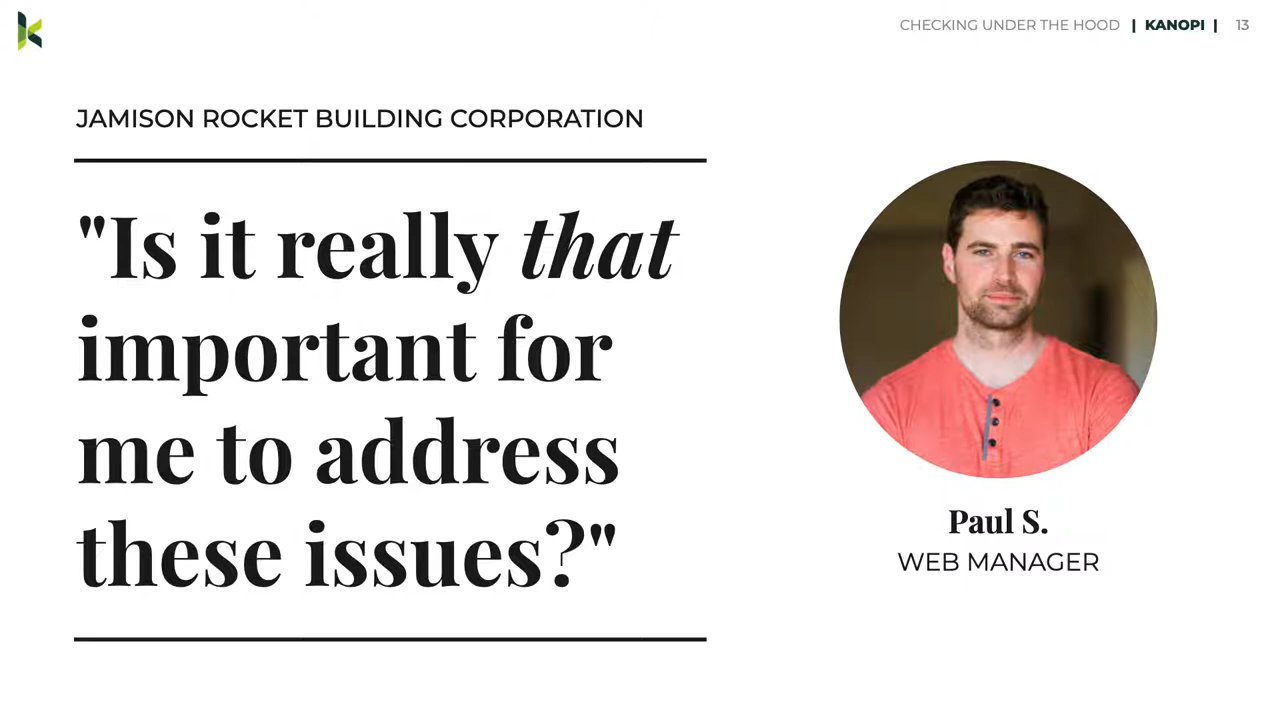 CHECKING UNDER THE HOOD | KANOPI | 13
JAMISON ROCKET BUILDING CORPORATION
"Is it really that
important for
me to address
these issues?"
Paul S.
WEB MANAGER